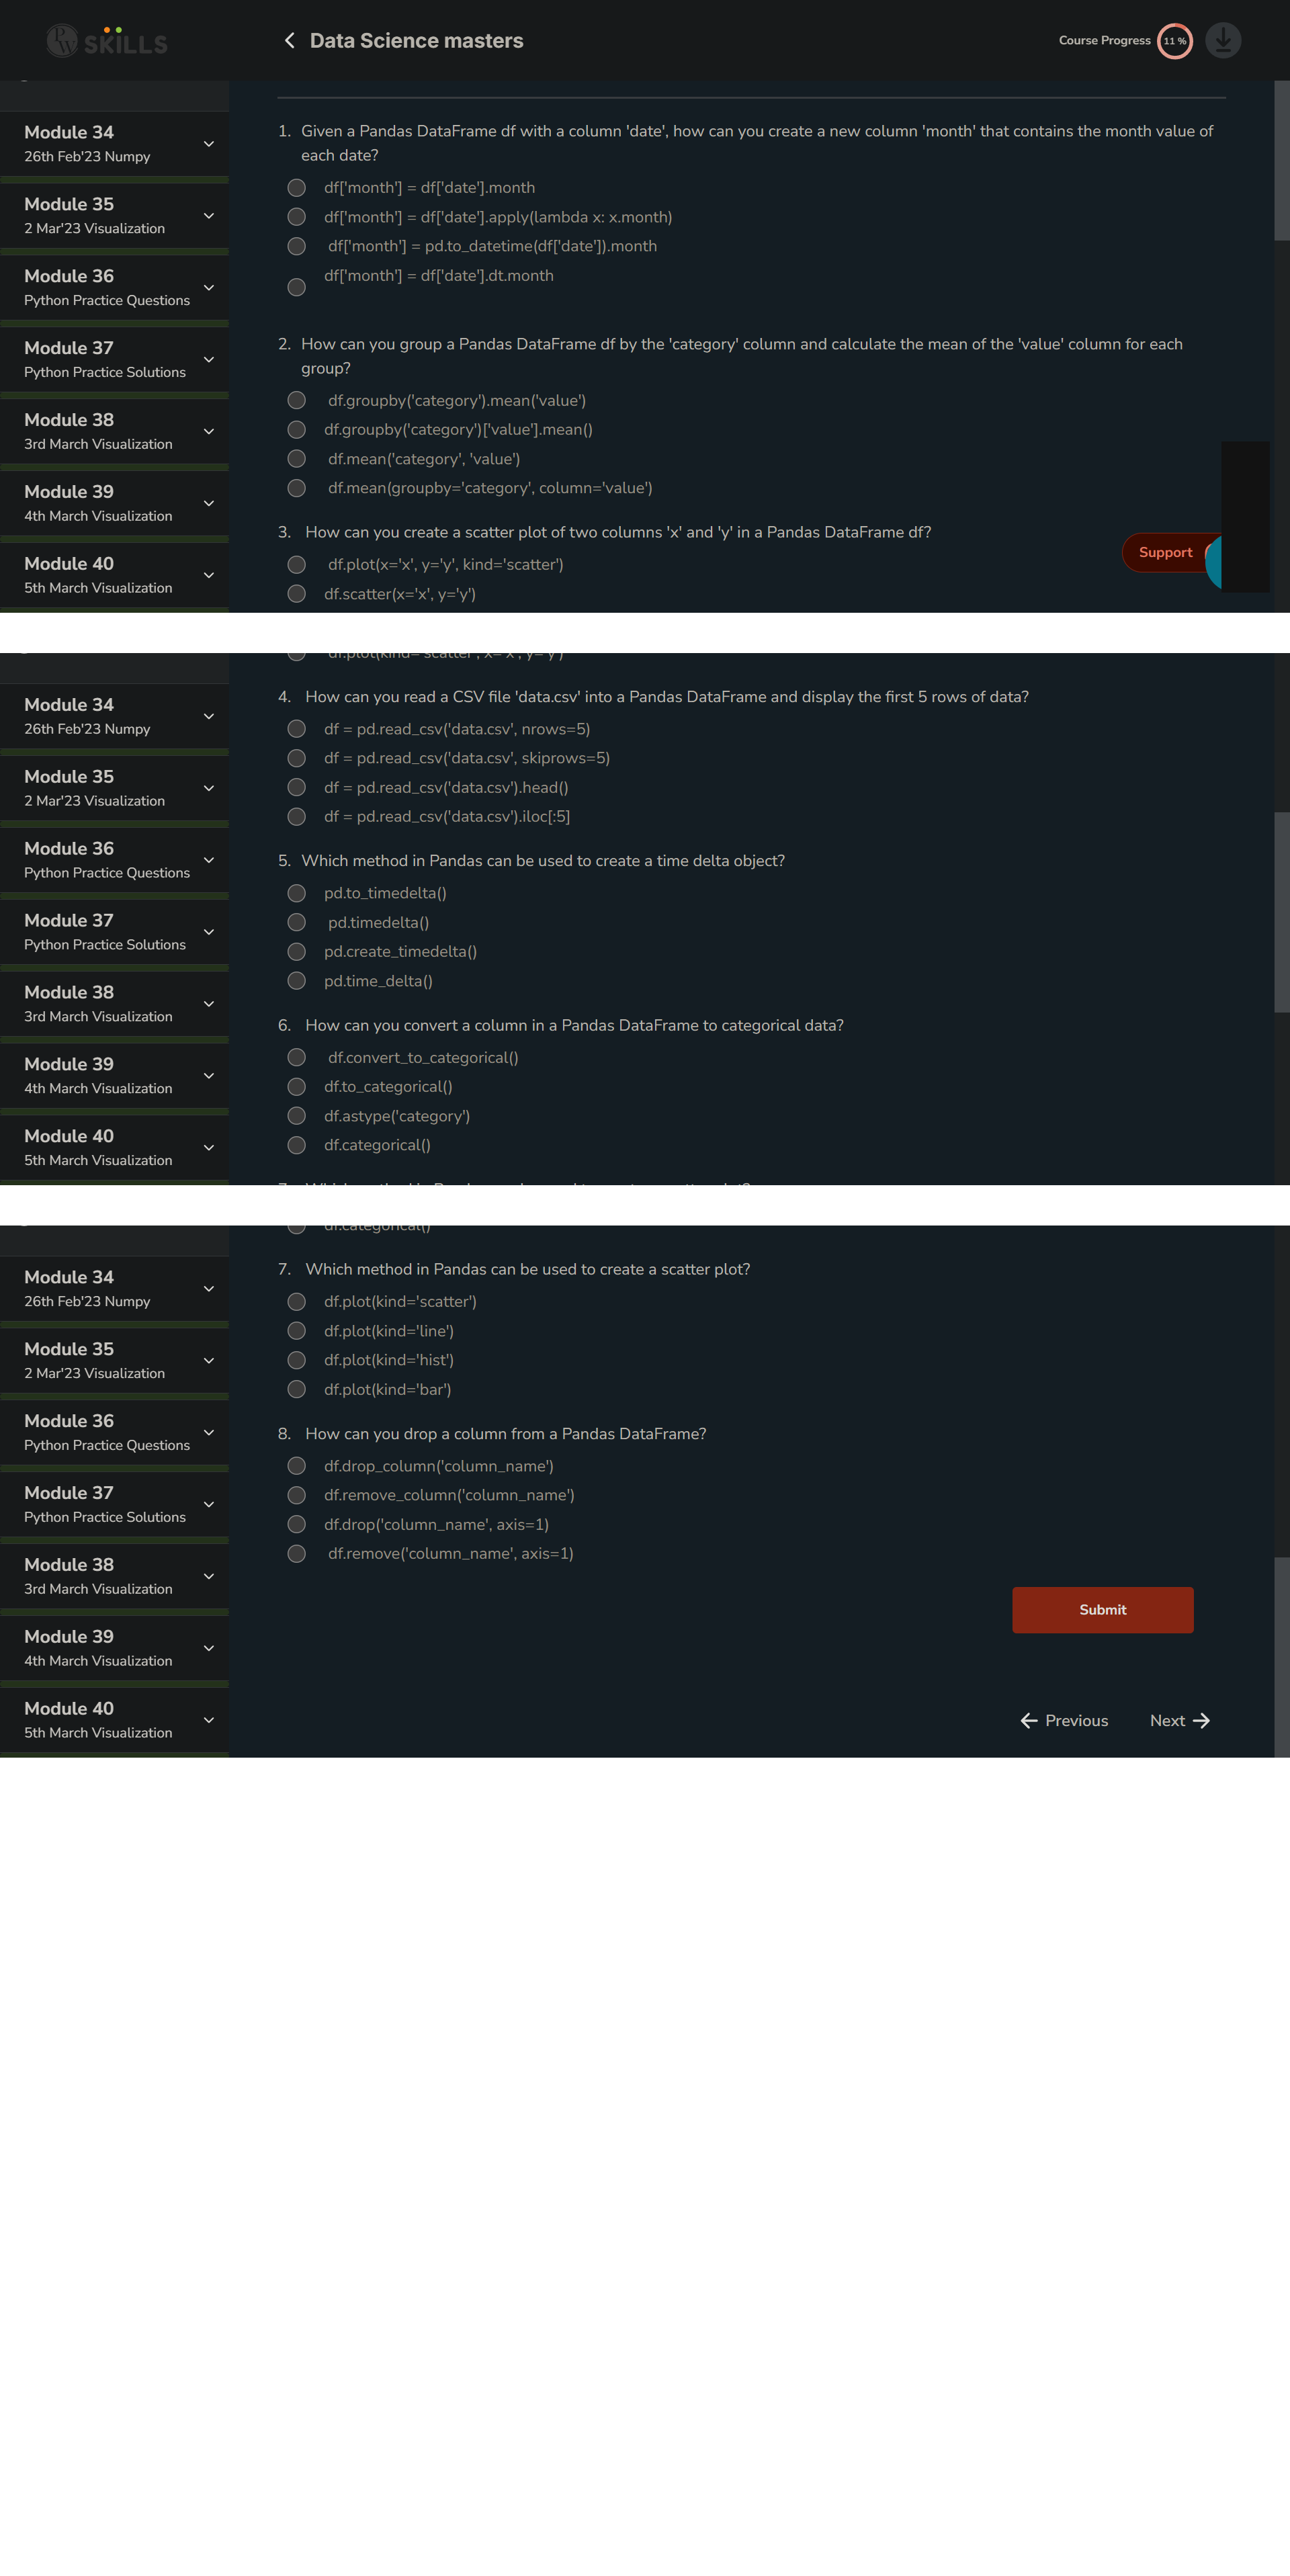 PW SKILLS
Data Science masters
Course Progress 11 %
Module 34
26th Feb'23 Numpy
Module 35
2 Mar'23 Visualization
Module 36
Python Practice Questions
Module 37
Python Practice Solutions
Module 38
3rd March Visualization
Module 39
4th March Visualization
Module 40
5th March Visualization
1. Given a Pandas DataFrame df with a column 'date', how can you create a new column 'month' that contains the month value of
each date?
df['month'] = df['date'].month
df['month'] = df['date'].apply(lambda x: x.month)
df['month'] = pd.to_datetime(df['date']).month
df['month'] = df['date'].dt.month
2. How can you group a Pandas DataFrame df by the 'category' column and calculate the mean of the 'value' column for each
group?
df.groupby('category').mean('value')
df.groupby('category')['value'].mean()
df.mean('category', 'value')
df.mean(groupby='category', column='value')
3. How can you create a scatter plot of two columns 'x' and 'y' in a Pandas DataFrame df?
df.plot(x='x', y='y', kind='scatter')
df.scatter(x='x', y='y')
Support
Module 34
26th Feb'23 Numpy
Module 35
2 Mar'23 Visualization
Module 36
Python Practice Questions
Module 37
Python Practice Solutions
Module 38
3rd March Visualization
Module 39
4th March Visualization
Module 40
5th March Visualization
df.plot(kind='scatter', x='x', y='y')
4. How can you read a CSV file 'data.csv' into a Pandas DataFrame and display the first 5 rows of data?
df = pd.read_csv('data.csv', nrows=5)
df = pd.read_csv('data.csv', skiprows=5)
df = pd.read_csv('data.csv').head()
df = pd.read_csv('data.csv').iloc[:5]
5. Which method in Pandas can be used to create a time delta object?
pd.to_timedelta()
pd.timedelta()
pd.create_timedelta()
pd.time_delta()
6. How can you convert a column in a Pandas DataFrame to categorical data?
df.convert_to_categorical()
df.to_categorical()
df.astype('category')
df.categorical()
Module 34
26th Feb'23 Numpy
Module 35
2 Mar'23 Visualization
Module 36
Python Practice Questions
Module 37
Python Practice Solutions
Module 38
3rd March Visualization
Module 39
4th March Visualization
Module 40
5th March Visualization
df.categorical()
7. Which method in Pandas can be used to create a scatter plot?
df.plot(kind='scatter')
df.plot(kind='line')
df.plot(kind='hist')
df.plot(kind='bar')
8. How can you drop a column from a Pandas DataFrame?
df.drop_column('column_name')
df.remove_column('column_name')
df.drop('column_name', axis=1)
df.remove('column_name', axis=1)
Submit
Previous Next